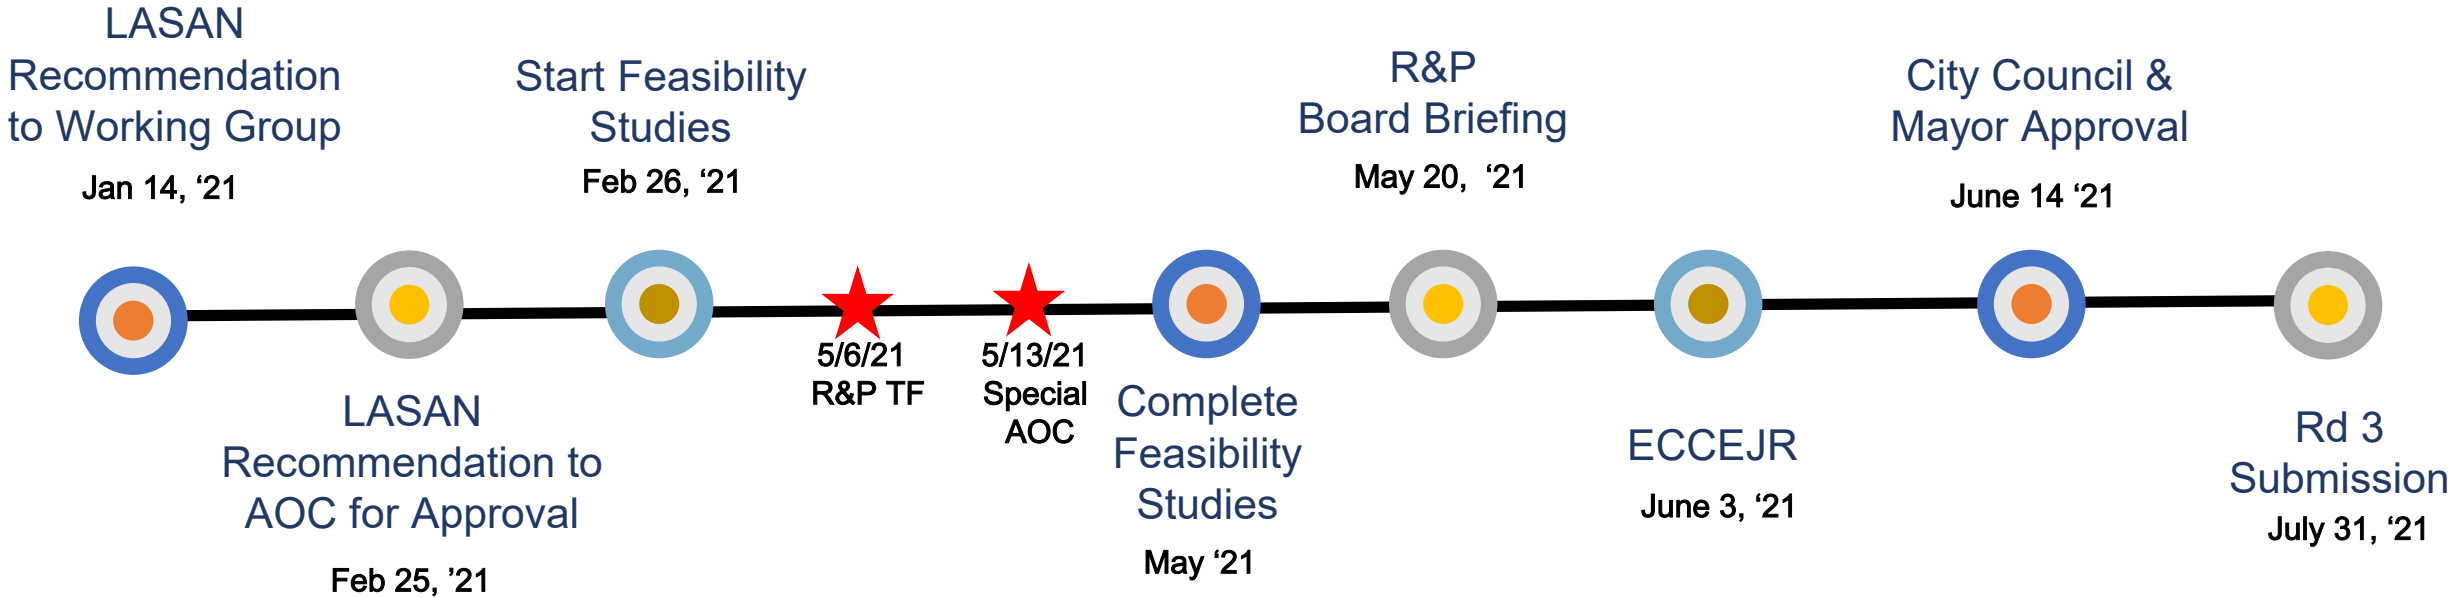 LASAN
Recommendation
to Working Group
Jan 14, ‘21
LASAN
Recommendation to
AOC for Approval
Feb 25, ’21
Start Feasibility
Studies
Feb 26, ‘21
5/6/21
R&P TF
5/13/21
Special
AOC
Complete
Feasibility
Studies
May ‘21
R&P
Board Briefing
May 20,  ‘21
ECCEJR
June 3, ‘21
City Council &
Mayor Approval
June 14 ‘21
Rd 3
Submission
July 31, ‘21